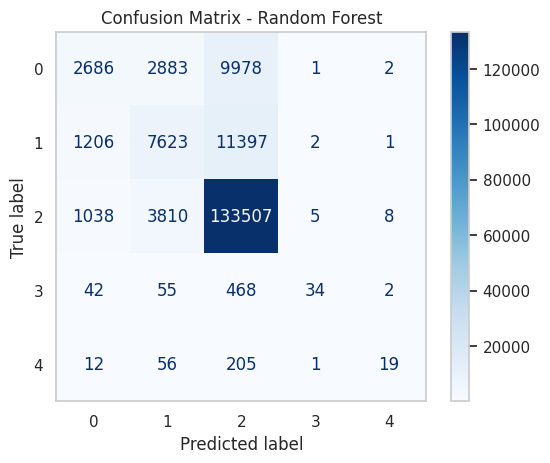 Confusion Matrix - Random Forest
0 2686 2883 9978 1 2
1 1206 7623 11397 2 1
2 1038 3810 133507 5 8
3 42 55 468 34 2
4 12 56 205 1 19
0 1 2 3 4
Predicted label
True label
120000
100000
80000
60000
40000
20000